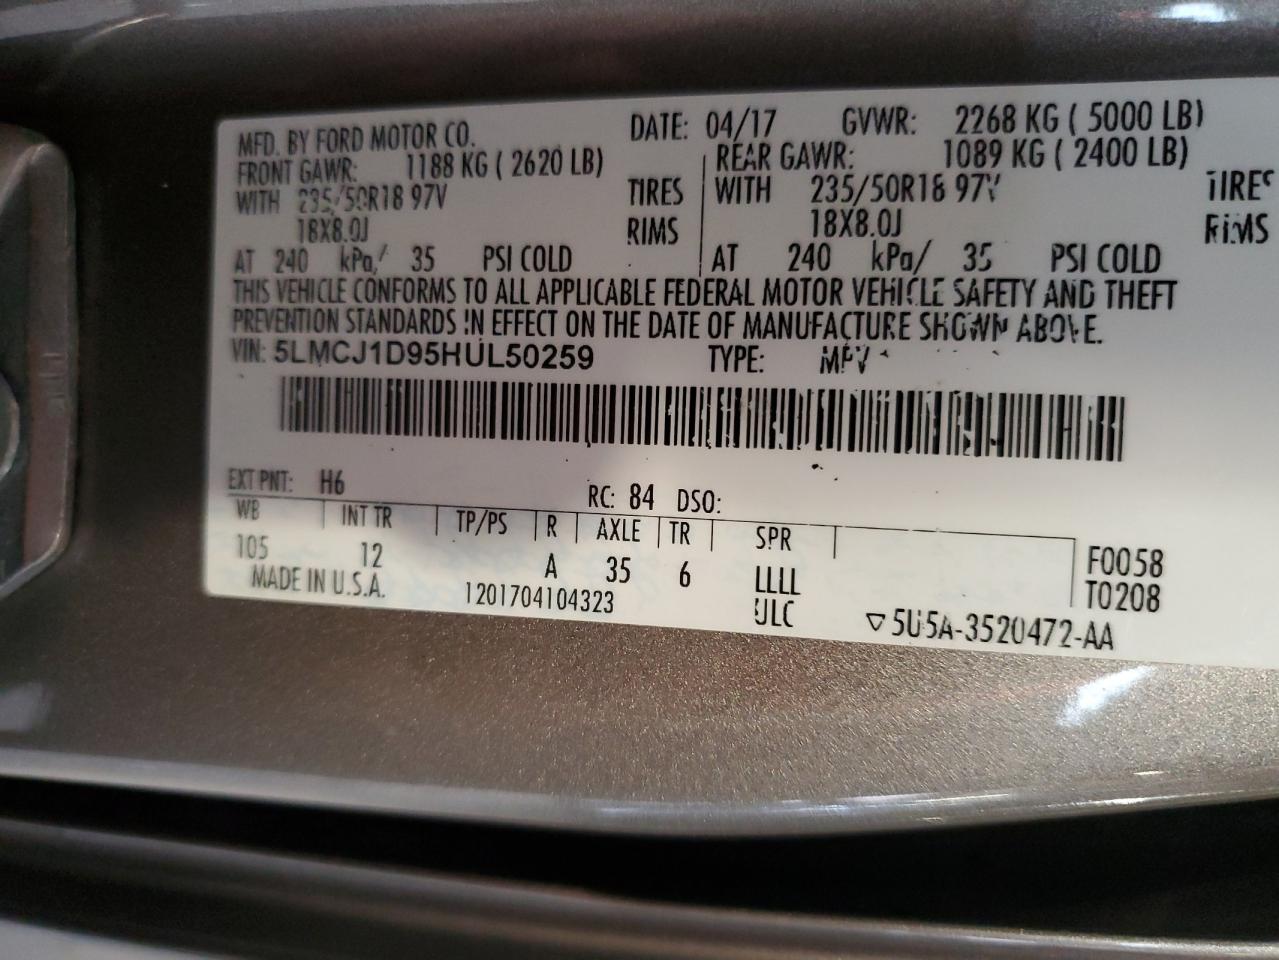 MFD. BY FORD MOTOR CO. DATE: 04/17 GVWR: 2268 KG ( 5000 LB)
FRONT GAWR: 1188 KG ( 2620 LB) REAR GAWR: 1089 KG ( 2400 LB)
WITH 235/50R18 97V TIRES WITH 235/50R18 97V TIRES
18X8.0J RIMS 18X8.0J RIMS
AT 240 kPa/ 35 PSI COLD AT 240 kPa/ 35 PSI COLD
THIS VEHICLE CONFORMS TO ALL APPLICABLE FEDERAL MOTOR VEHICLE SAFETY AND THEFT
PREVENTION STANDARDS IN EFFECT ON THE DATE OF MANUFACTURE SHOWN ABOVE.
VIN: 5LMCJ1D95HUL50259 TYPE: MPV
EXT PNT: H6 RC: 84 DSO:
WB INT TR TP/PS R AXLE TR SPR
105 12 A 35 6 LLLL F0058
MADE IN U.S.A. 1201704104323 ULC T0208
▽5U5A-3520472-AA